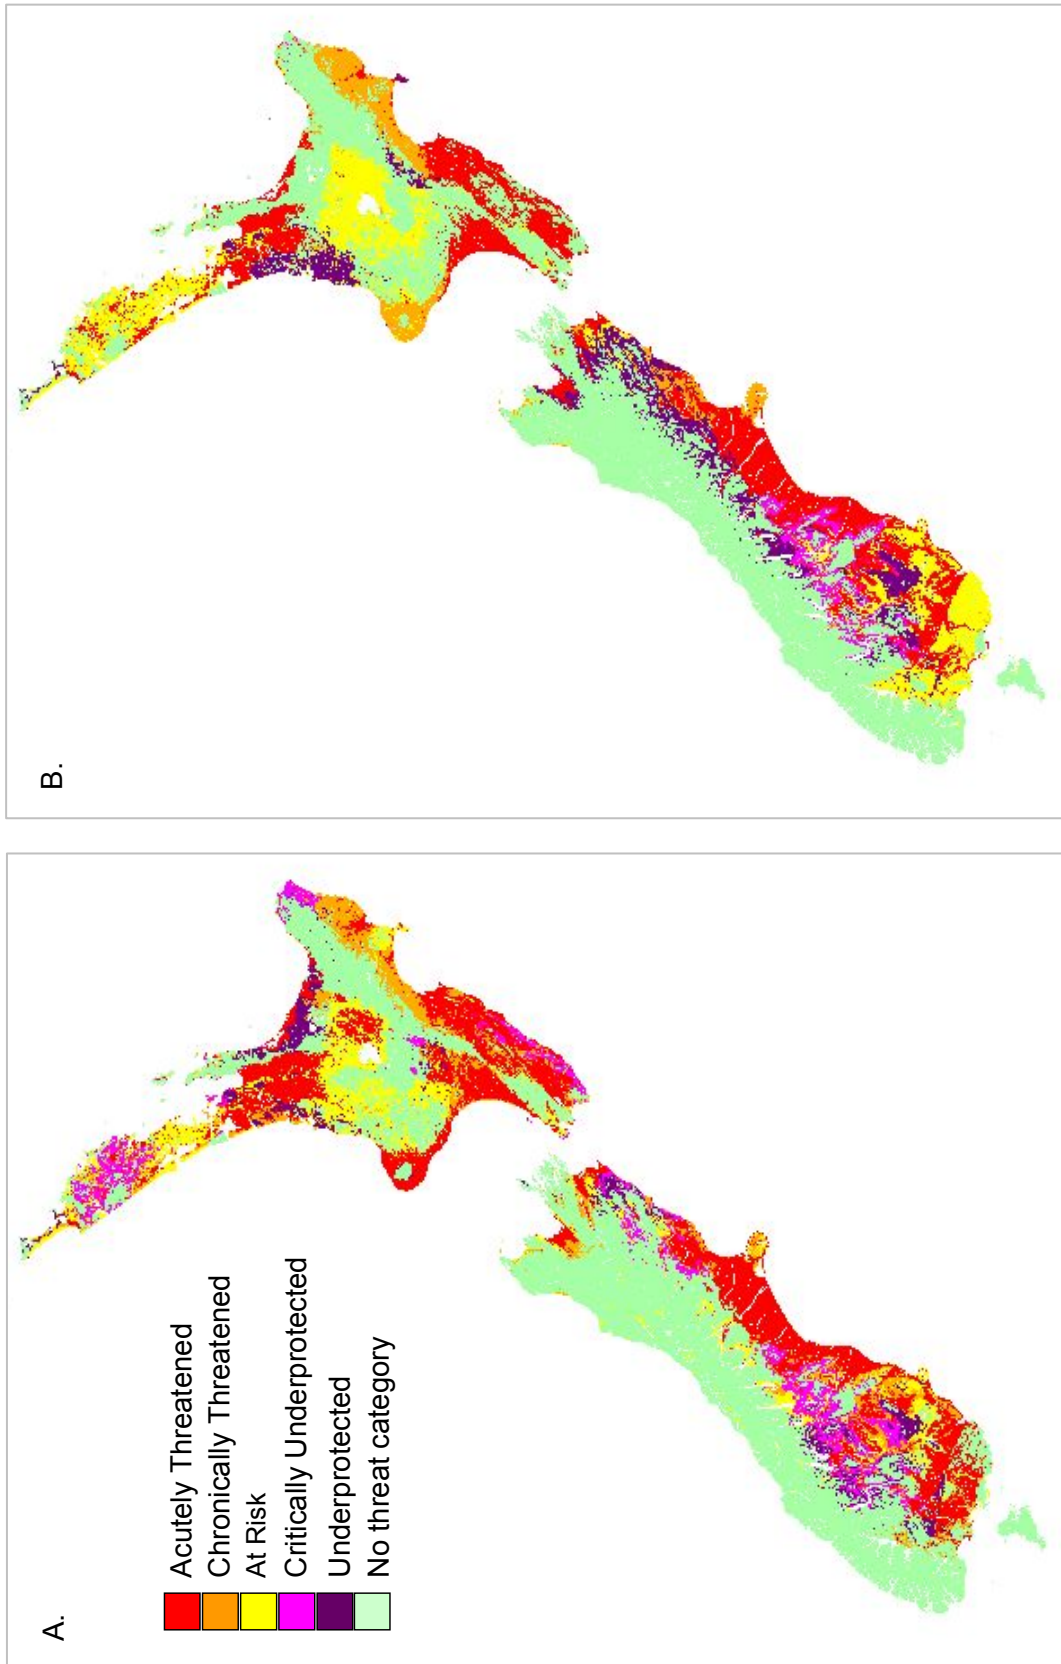 A.
Acutely Threatened
Chronically Threatened
At Risk
Critically Underprotected
Underprotected
No threat category
B.